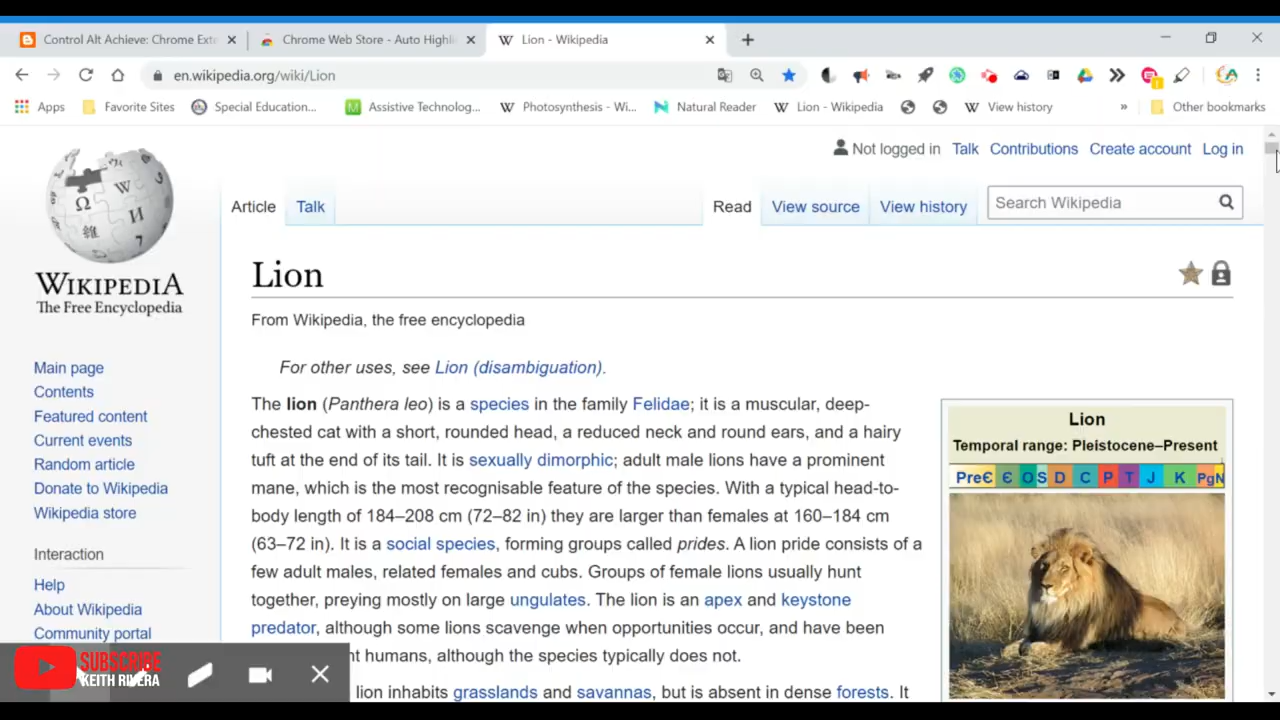 Control Alt Achieve: Chrome Exte
Chrome Web Store - Auto Highli
Lion - Wikipedia
en.wikipedia.org/wiki/Lion
Apps
Favorite Sites
Special Education...
Assistive Technolog...
Photosynthesis - Wi...
Natural Reader
Lion - Wikipedia
View history
»
Other bookmarks
Not logged in Talk Contributions Create account Log in
Article Talk Read View source View history Search Wikipedia
WIKIPEDIA
The Free Encyclopedia
Main page
Contents
Featured content
Current events
Random article
Donate to Wikipedia
Wikipedia store
Interaction
Help
About Wikipedia
Community portal
Lion
From Wikipedia, the free encyclopedia
For other uses, see Lion (disambiguation).
The lion (Panthera leo) is a species in the family Felidae; it is a muscular, deep-
chested cat with a short, rounded head, a reduced neck and round ears, and a hairy
tuft at the end of its tail. It is sexually dimorphic; adult male lions have a prominent
mane, which is the most recognisable feature of the species. With a typical head-to-
body length of 184–208 cm (72–82 in) they are larger than females at 160–184 cm
(63–72 in). It is a social species, forming groups called prides. A lion pride consists of a
few adult males, related females and cubs. Groups of female lions usually hunt
together, preying mostly on large ungulates. The lion is an apex and keystone
predator, although some lions scavenge when opportunities occur, and have been
t humans, although the species typically does not.
lion inhabits grasslands and savannas, but is absent in dense forests. It
Lion
Temporal range: Pleistocene–Present
PreЄ Є O S D C P T J K PgN
SUBSCRIBE
KEITH RIVERA